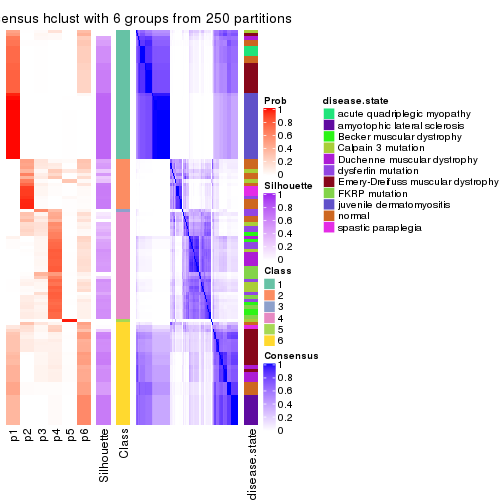 ensus hclust with 6 groups from 250 partitions
Prob
1
0.8
0.6
0.4
0.2
0
Silhouette
1
0.8
0.6
0.4
0.2
0
Class
1
2
3
4
5
6
Consensus
1
0.8
0.6
0.4
0.2
0
disease.state
acute quadriplegic myopathy
amyotophic lateral sclerosis
Becker muscular dystrophy
Calpain 3 mutation
Duchenne muscular dystrophy
dysferlin mutation
Emery-Dreifuss muscular dystrophy
FKRP mutation
juvenile dermatomyositis
normal
spastic paraplegia
p1
p2
p3
p4
p5
p6
Silhouette
Class
disease.state